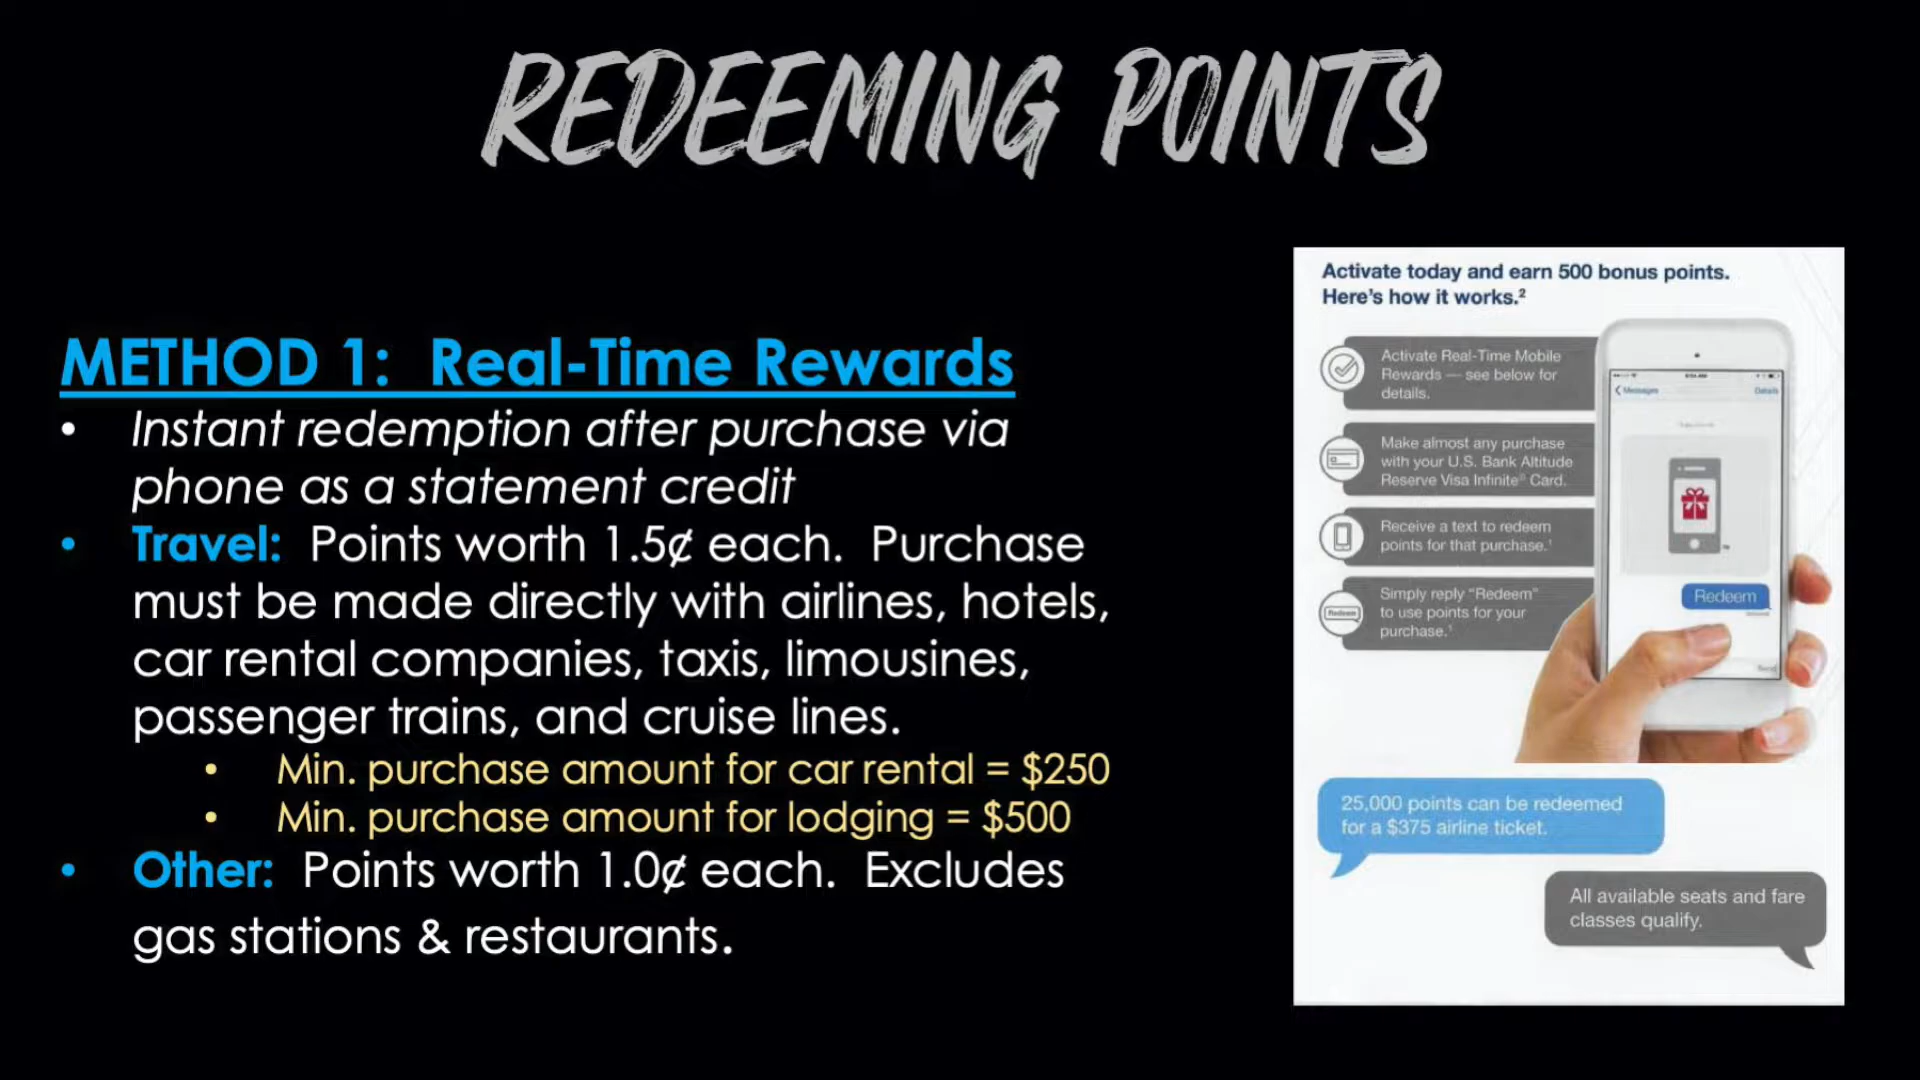 REDEEMING POINTS
METHOD 1: Real-Time Rewards
• Instant redemption after purchase via
phone as a statement credit
• Travel: Points worth 1.5¢ each. Purchase
must be made directly with airlines, hotels,
car rental companies, taxis, limousines,
passenger trains, and cruise lines.
• Min. purchase amount for car rental = $250
• Min. purchase amount for lodging = $500
• Other: Points worth 1.0¢ each. Excludes
gas stations & restaurants.
Activate today and earn 500 bonus points.
Here's how it works.²
Activate Real-Time Mobile
Rewards — see below for
details.
Make almost any purchase
with your U.S. Bank Altitude
Reserve Visa Infinite® Card.
Receive a text to redeem
points for that purchase.¹
Redeem
Simply reply "Redeem"
to use points for your
purchase.¹
Messages
Details
Redeem
Send
25,000 points can be redeemed
for a $375 airline ticket.
All available seats and fare
classes qualify.